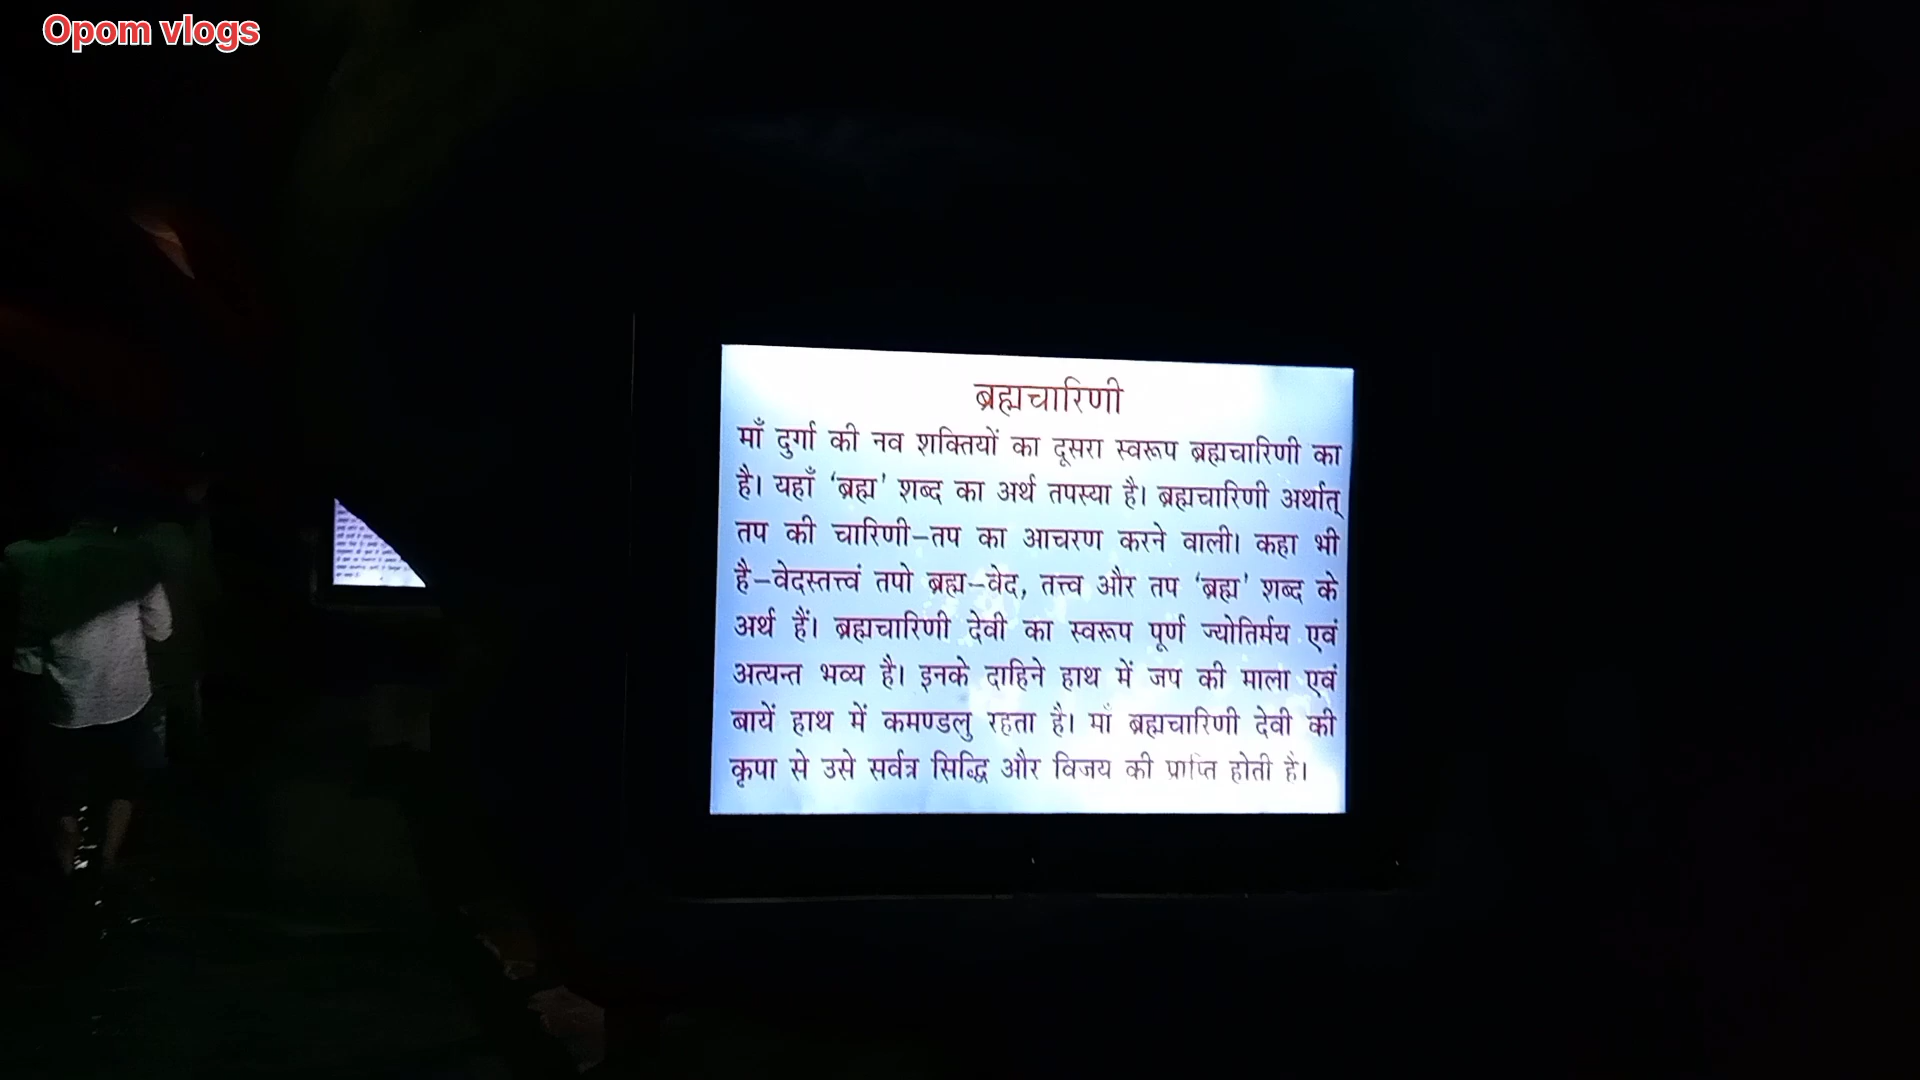 Opom vlogs
ब्रह्मचारिणी
माँ दुर्गा की नव शक्तियों का दूसरा स्वरूप ब्रह्मचारिणी का
है। यहाँ ‘ब्रह्म’ शब्द का अर्थ तपस्या है। ब्रह्मचारिणी अर्थात्
तप की चारिणी–तप का आचरण करने वाली। कहा भी
है–वेदस्तत्त्वं तपो ब्रह्म–वेद, तत्त्व और तप ‘ब्रह्म’ शब्द के
अर्थ हैं। ब्रह्मचारिणी देवी का स्वरूप पूर्ण ज्योतिर्मय एवं
अत्यन्त भव्य है। इनके दाहिने हाथ में जप की माला एवं
बायें हाथ में कमण्डलु रहता है। माँ ब्रह्मचारिणी देवी की
कृपा से उसे सर्वत्र सिद्धि और विजय की प्राप्ति होती है।